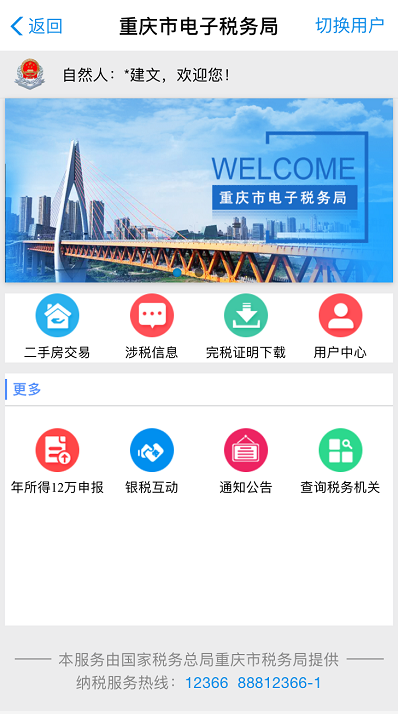 返回 重庆市电子税务局 切换用户
自然人：*建文，欢迎您！
WELCOME
重庆市电子税务局
二手房交易 涉税信息 完税证明下载 用户中心
更多
年所得12万申报 银税互动 通知公告 查询税务机关
本服务由国家税务总局重庆市税务局提供
纳税服务热线：12366 88812366-1